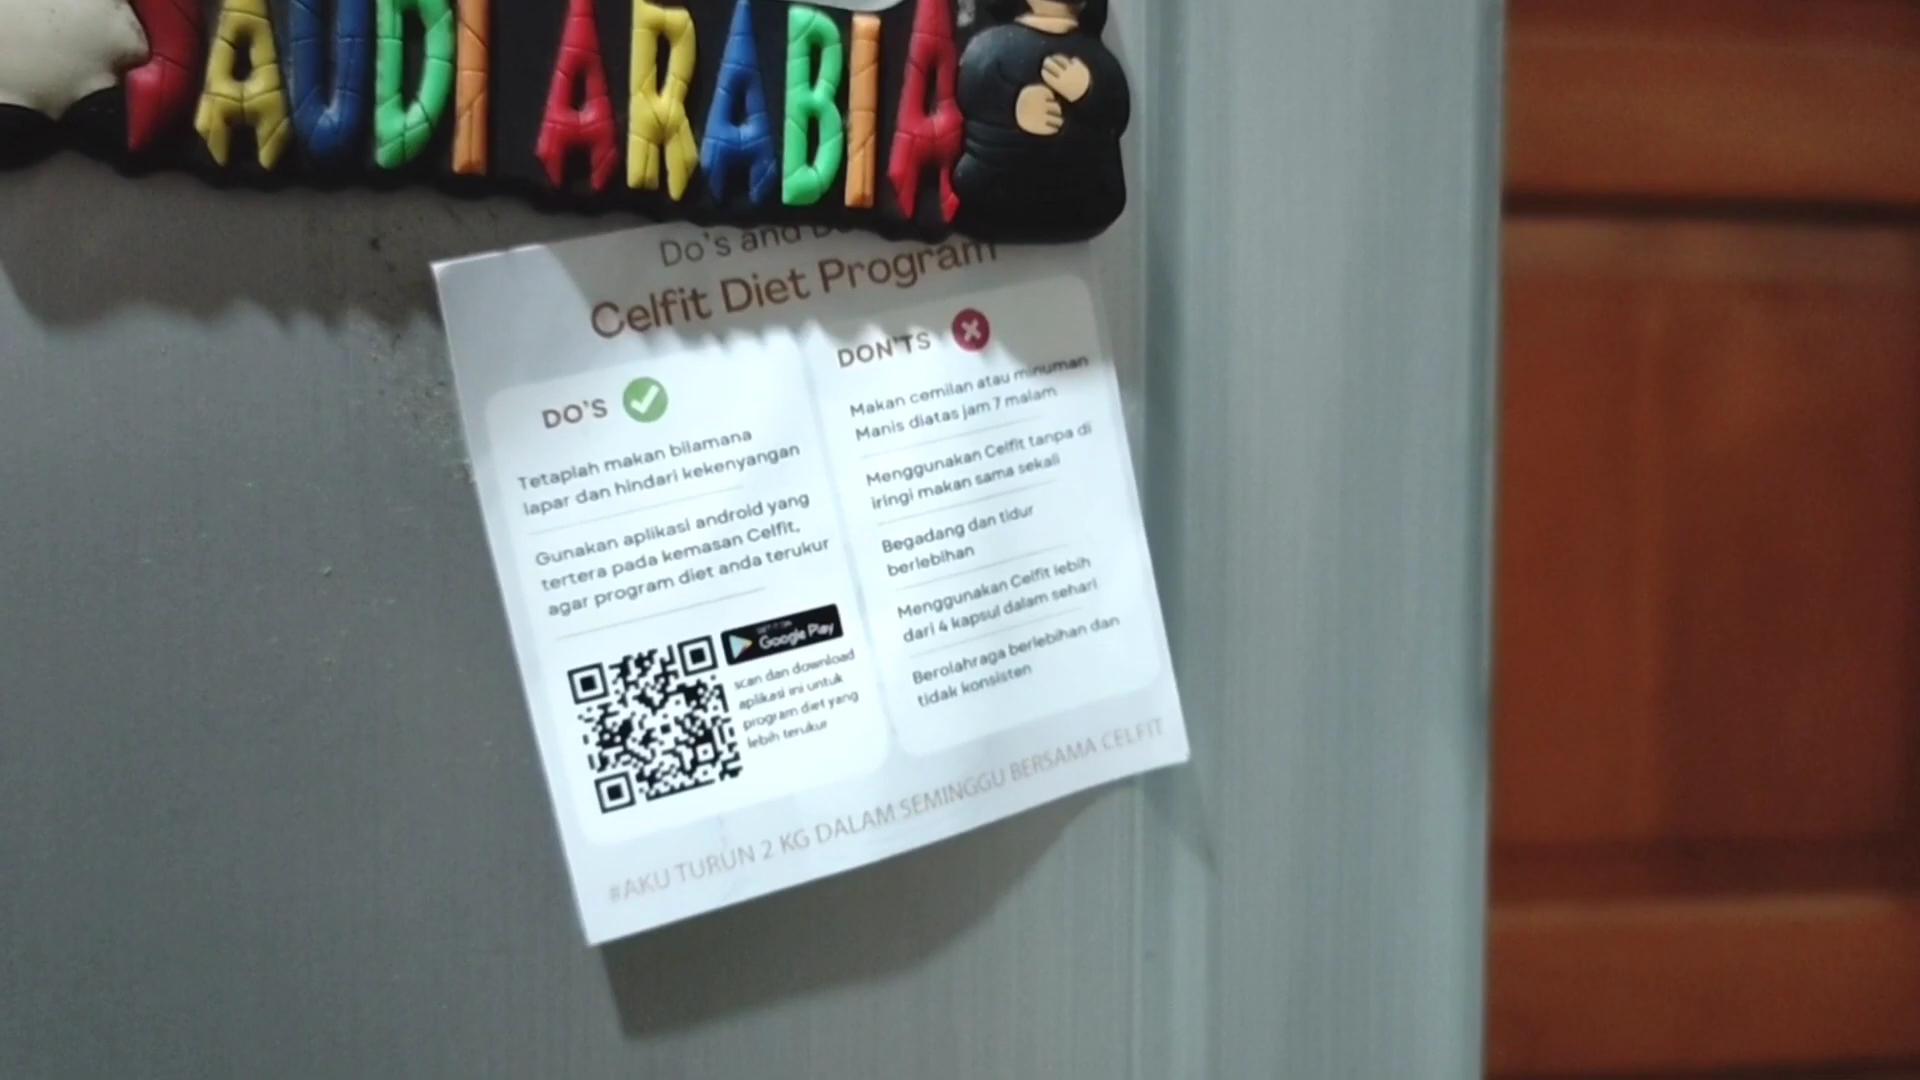 SAUDI ARABIA
Do's and
Celfit Diet Program
DO'S
Tetaplah makan bilamana
lapar dan hindari kekenyangan
Gunakan aplikasi android yang
tertera pada kemasan Celfit,
agar program diet anda terukur
GET IT ON
Google Play
scan dan download
aplikasi ini untuk
program diet yang
lebih terukur
DON'TS
Makan cemilan atau minuman
Manis diatas jam 7 malam
Menggunakan Celfit tanpa di
iringi makan sama sekali
Begadang dan tidur
berlebihan
Menggunakan Celfit lebih
dari 4 kapsul dalam sehari
Berolahraga berlebihan dan
tidak konsisten
#AKU TURUN 2 KG DALAM SEMINGGU BERSAMA CELFIT